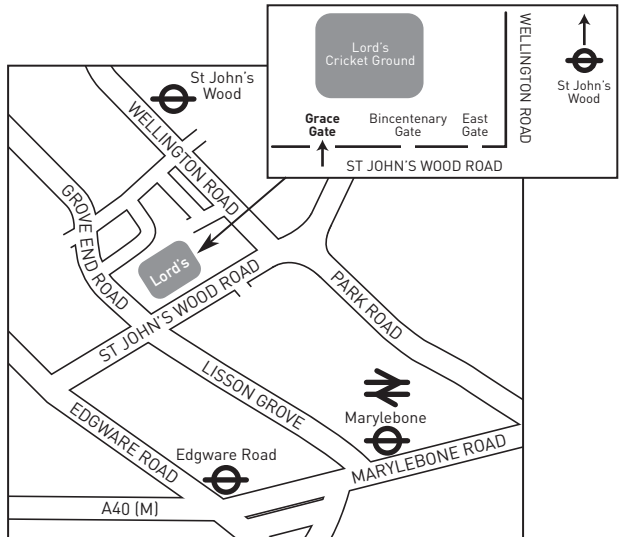 Lord's
Cricket Ground
WELLINGTON ROAD
St John's
Wood
Grace
Gate
Bincentenary
Gate
East
Gate
ST JOHN'S WOOD ROAD
St John's
Wood
WELLINGTON ROAD
GROVE END ROAD
Lord's
ST JOHN'S WOOD ROAD
PARK ROAD
LISSON GROVE
Marylebone
EDGWARE ROAD
Edgware Road
MARYLEBONE ROAD
A40 (M)